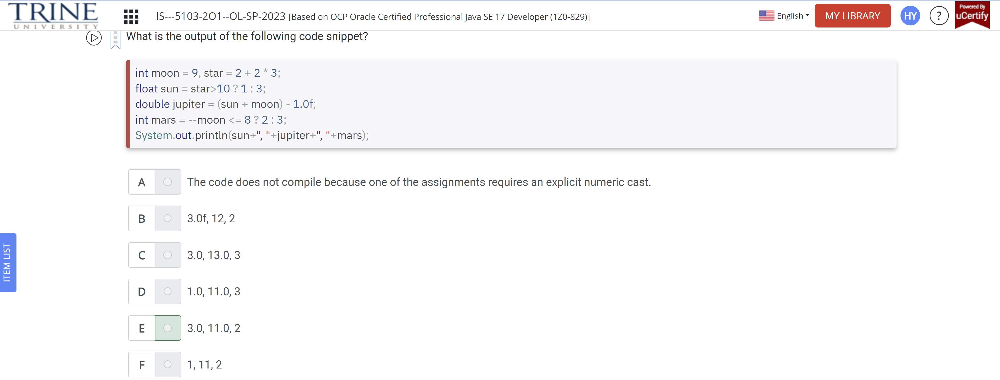 TRINE
UNIVERSITY
IS---5103-2O1--OL-SP-2023 [Based on OCP Oracle Certified Professional Java SE 17 Developer (1Z0-829)]
English
MY LIBRARY
HY
?
Powered By
uCertify
What is the output of the following code snippet?
int moon = 9, star = 2 + 2 * 3;
float sun = star>10 ? 1 : 3;
double jupiter = (sun + moon) - 1.0f;
int mars = --moon <= 8 ? 2 : 3;
System.out.println(sun+", "+jupiter+", "+mars);
A The code does not compile because one of the assignments requires an explicit numeric cast.
B 3.0f, 12, 2
C 3.0, 13.0, 3
D 1.0, 11.0, 3
E 3.0, 11.0, 2
F 1, 11, 2
ITEM LIST